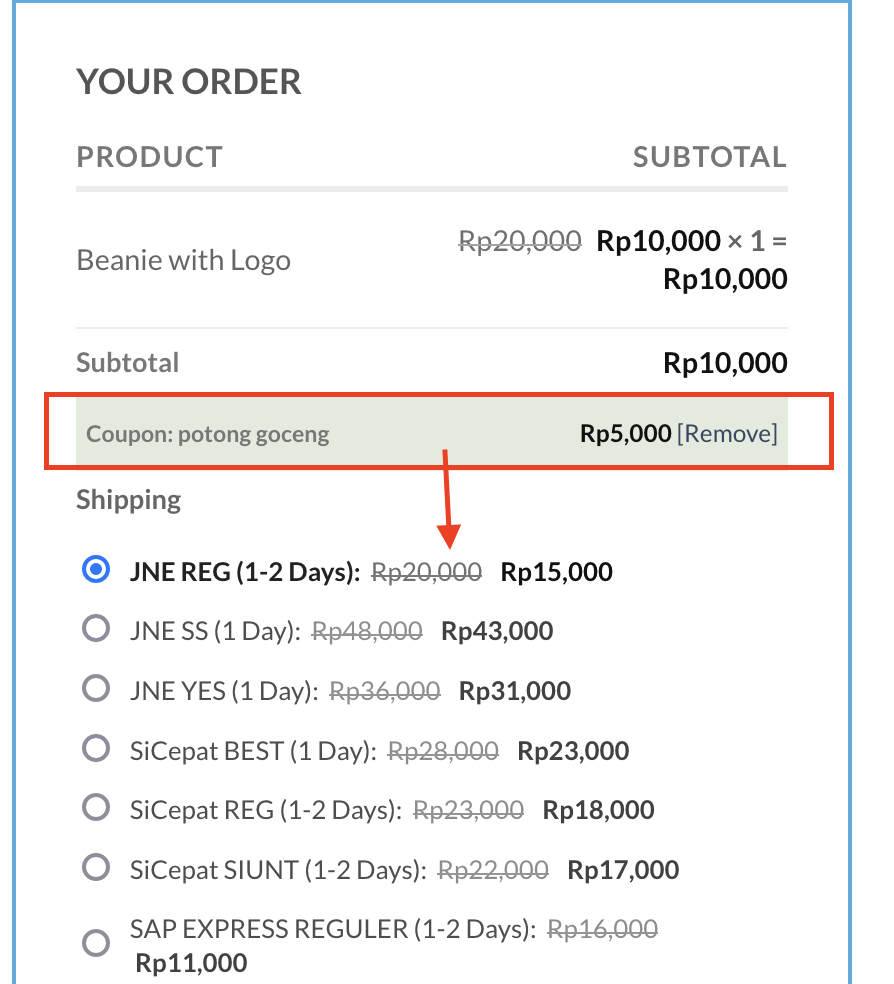 YOUR ORDER
PRODUCT SUBTOTAL
Beanie with Logo Rp20,000 Rp10,000 × 1 =
Rp10,000
Subtotal Rp10,000
Coupon: potong goceng Rp5,000 [Remove]
Shipping
JNE REG (1-2 Days): Rp20,000 Rp15,000
JNE SS (1 Day): Rp48,000 Rp43,000
JNE YES (1 Day): Rp36,000 Rp31,000
SiCepat BEST (1 Day): Rp28,000 Rp23,000
SiCepat REG (1-2 Days): Rp23,000 Rp18,000
SiCepat SIUNT (1-2 Days): Rp22,000 Rp17,000
SAP EXPRESS REGULER (1-2 Days): Rp16,000
Rp11,000